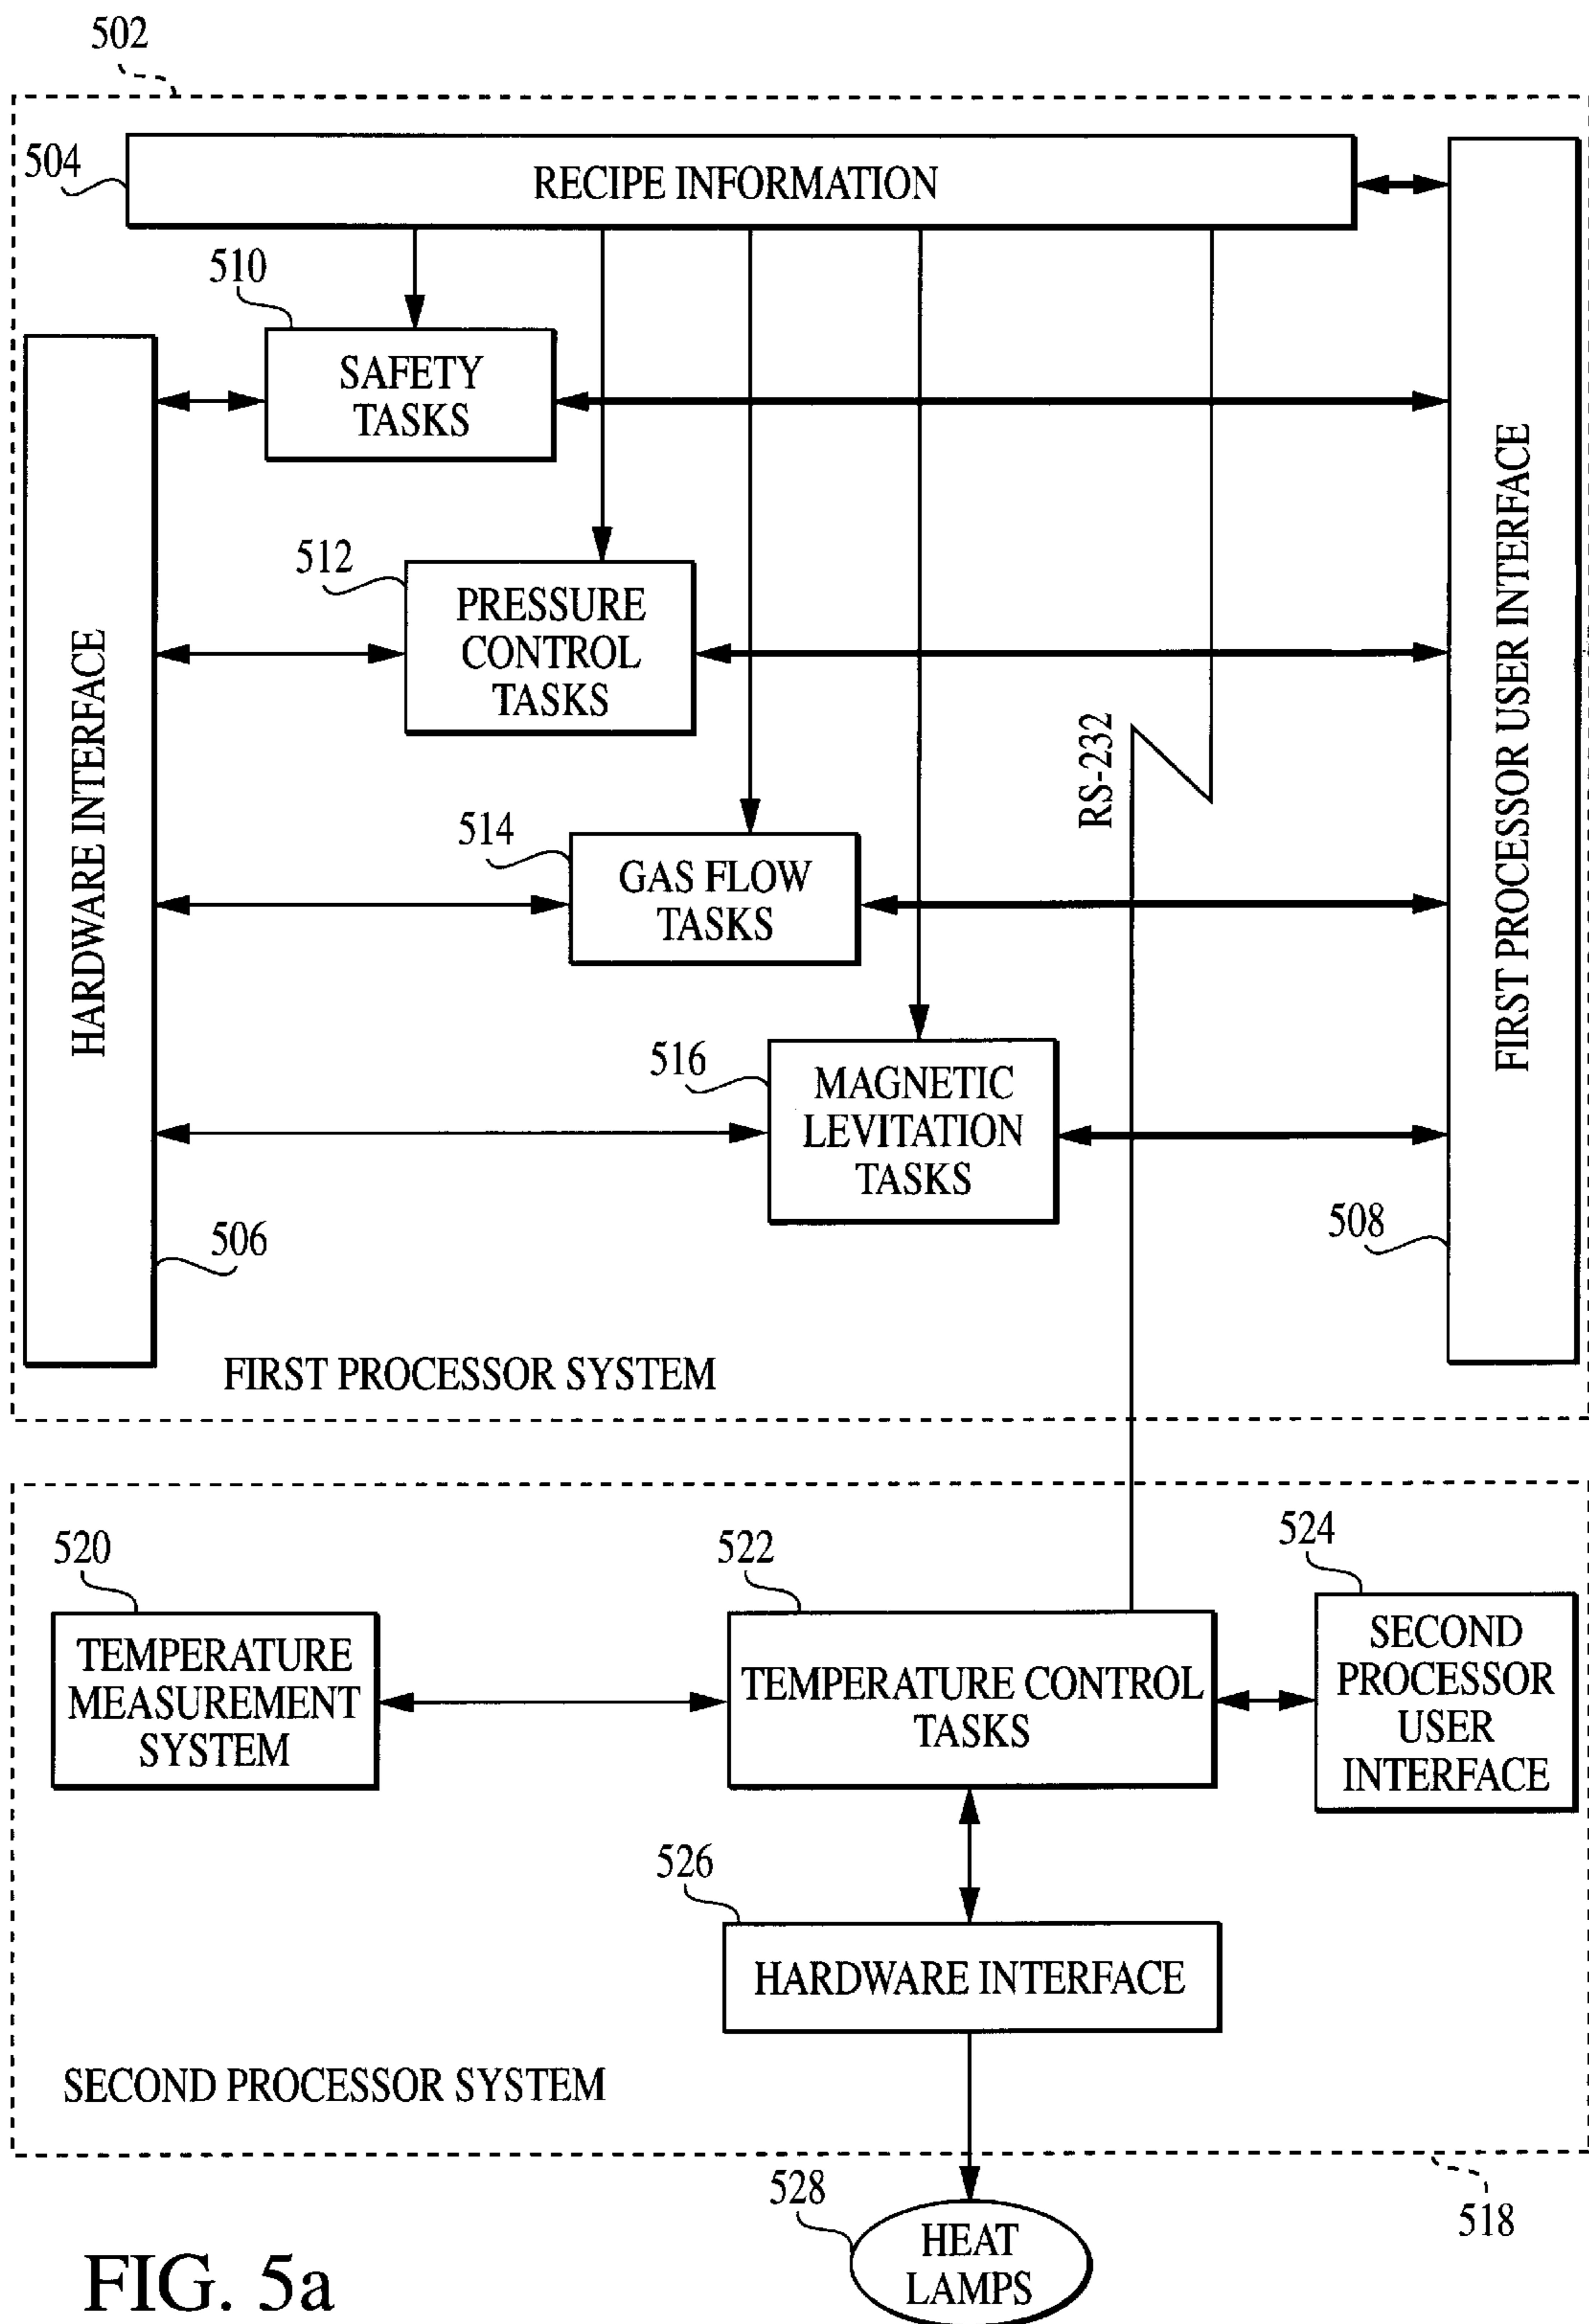 502
504
RECIPE INFORMATION
510
SAFETY
TASKS
512
PRESSURE
CONTROL
TASKS
514
GAS FLOW
TASKS
516
MAGNETIC
LEVITATION
TASKS
HARDWARE INTERFACE
506
RS-232
FIRST PROCESSOR USER INTERFACE
508
FIRST PROCESSOR SYSTEM
520
TEMPERATURE
MEASUREMENT
SYSTEM
522
TEMPERATURE CONTROL
TASKS
524
SECOND
PROCESSOR
USER
INTERFACE
526
HARDWARE INTERFACE
SECOND PROCESSOR SYSTEM
518
528
HEAT
LAMPS
FIG. 5a